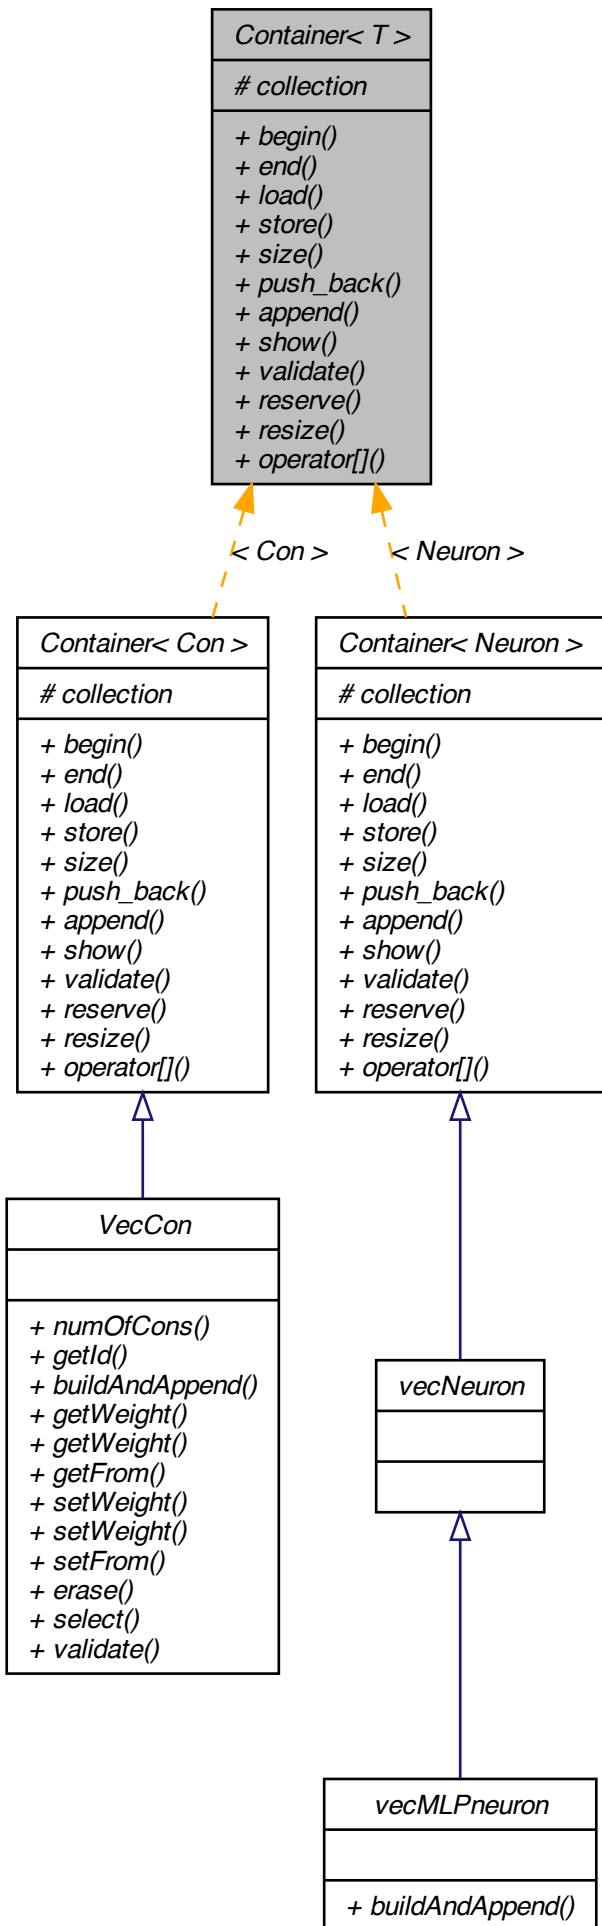 Container< T >
# collection
+ begin()
+ end()
+ load()
+ store()
+ size()
+ push_back()
+ append()
+ show()
+ validate()
+ reserve()
+ resize()
+ operator[]()
< Con >
< Neuron >
Container< Con >
# collection
+ begin()
+ end()
+ load()
+ store()
+ size()
+ push_back()
+ append()
+ show()
+ validate()
+ reserve()
+ resize()
+ operator[]()
Container< Neuron >
# collection
+ begin()
+ end()
+ load()
+ store()
+ size()
+ push_back()
+ append()
+ show()
+ validate()
+ reserve()
+ resize()
+ operator[]()
VecCon
+ numOfCons()
+ getId()
+ buildAndAppend()
+ getWeight()
+ getWeight()
+ getFrom()
+ setWeight()
+ setWeight()
+ setFrom()
+ erase()
+ select()
+ validate()
vecNeuron
vecMLPneuron
+ buildAndAppend()